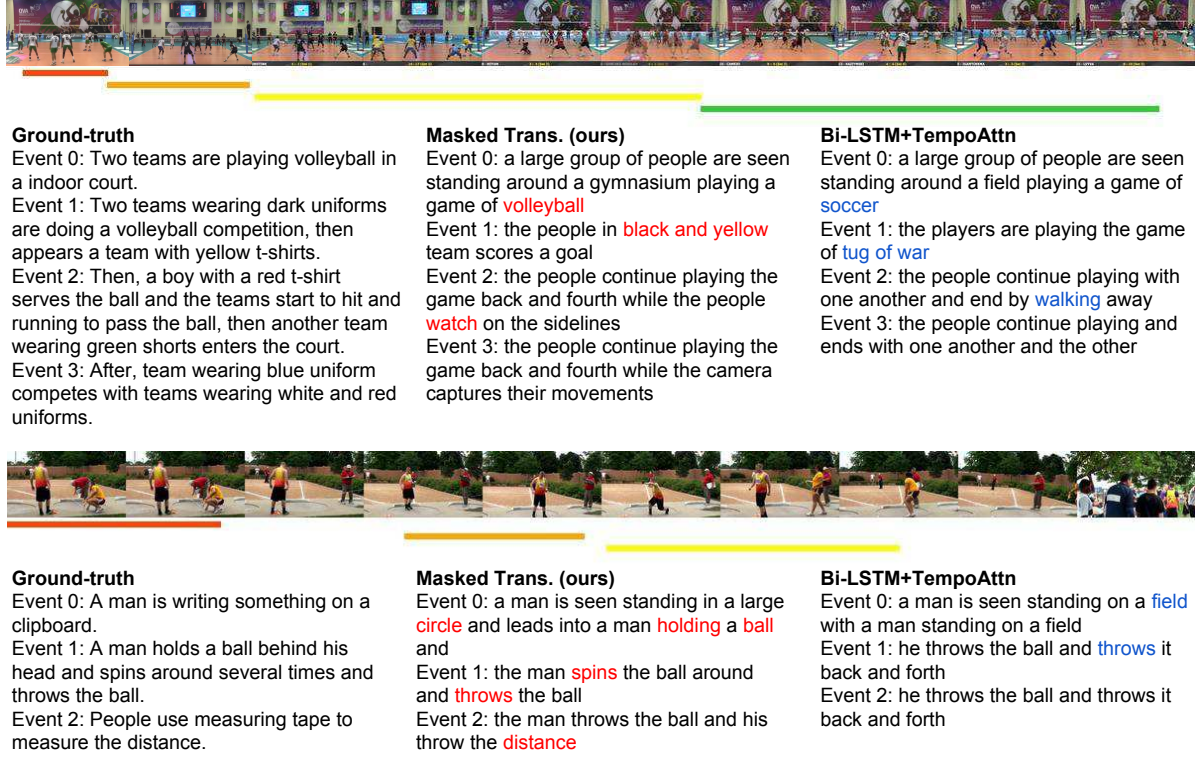 Ground-truth
Event 0: Two teams are playing volleyball in
a indoor court.
Event 1: Two teams wearing dark uniforms
are doing a volleyball competition, then
appears a team with yellow t-shirts.
Event 2: Then, a boy with a red t-shirt
serves the ball and the teams start to hit and
running to pass the ball, then another team
wearing green shorts enters the court.
Event 3: After, team wearing blue uniform
competes with teams wearing white and red
uniforms.
Masked Trans. (ours)
Event 0: a large group of people are seen
standing around a gymnasium playing a
game of volleyball
Event 1: the people in black and yellow
team scores a goal
Event 2: the people continue playing the
game back and fourth while the people
watch on the sidelines
Event 3: the people continue playing the
game back and fourth while the camera
captures their movements
Bi-LSTM+TempoAttn
Event 0: a large group of people are seen
standing around a field playing a game of
soccer
Event 1: the players are playing the game
of tug of war
Event 2: the people continue playing with
one another and end by walking away
Event 3: the people continue playing and
ends with one another and the other
Ground-truth
Event 0: A man is writing something on a
clipboard.
Event 1: A man holds a ball behind his
head and spins around several times and
throws the ball.
Event 2: People use measuring tape to
measure the distance.
Masked Trans. (ours)
Event 0: a man is seen standing in a large
circle and leads into a man holding a ball
and
Event 1: the man spins the ball around
and throws the ball
Event 2: the man throws the ball and his
throw the distance
Bi-LSTM+TempoAttn
Event 0: a man is seen standing on a field
with a man standing on a field
Event 1: he throws the ball and throws it
back and forth
Event 2: he throws the ball and throws it
back and forth